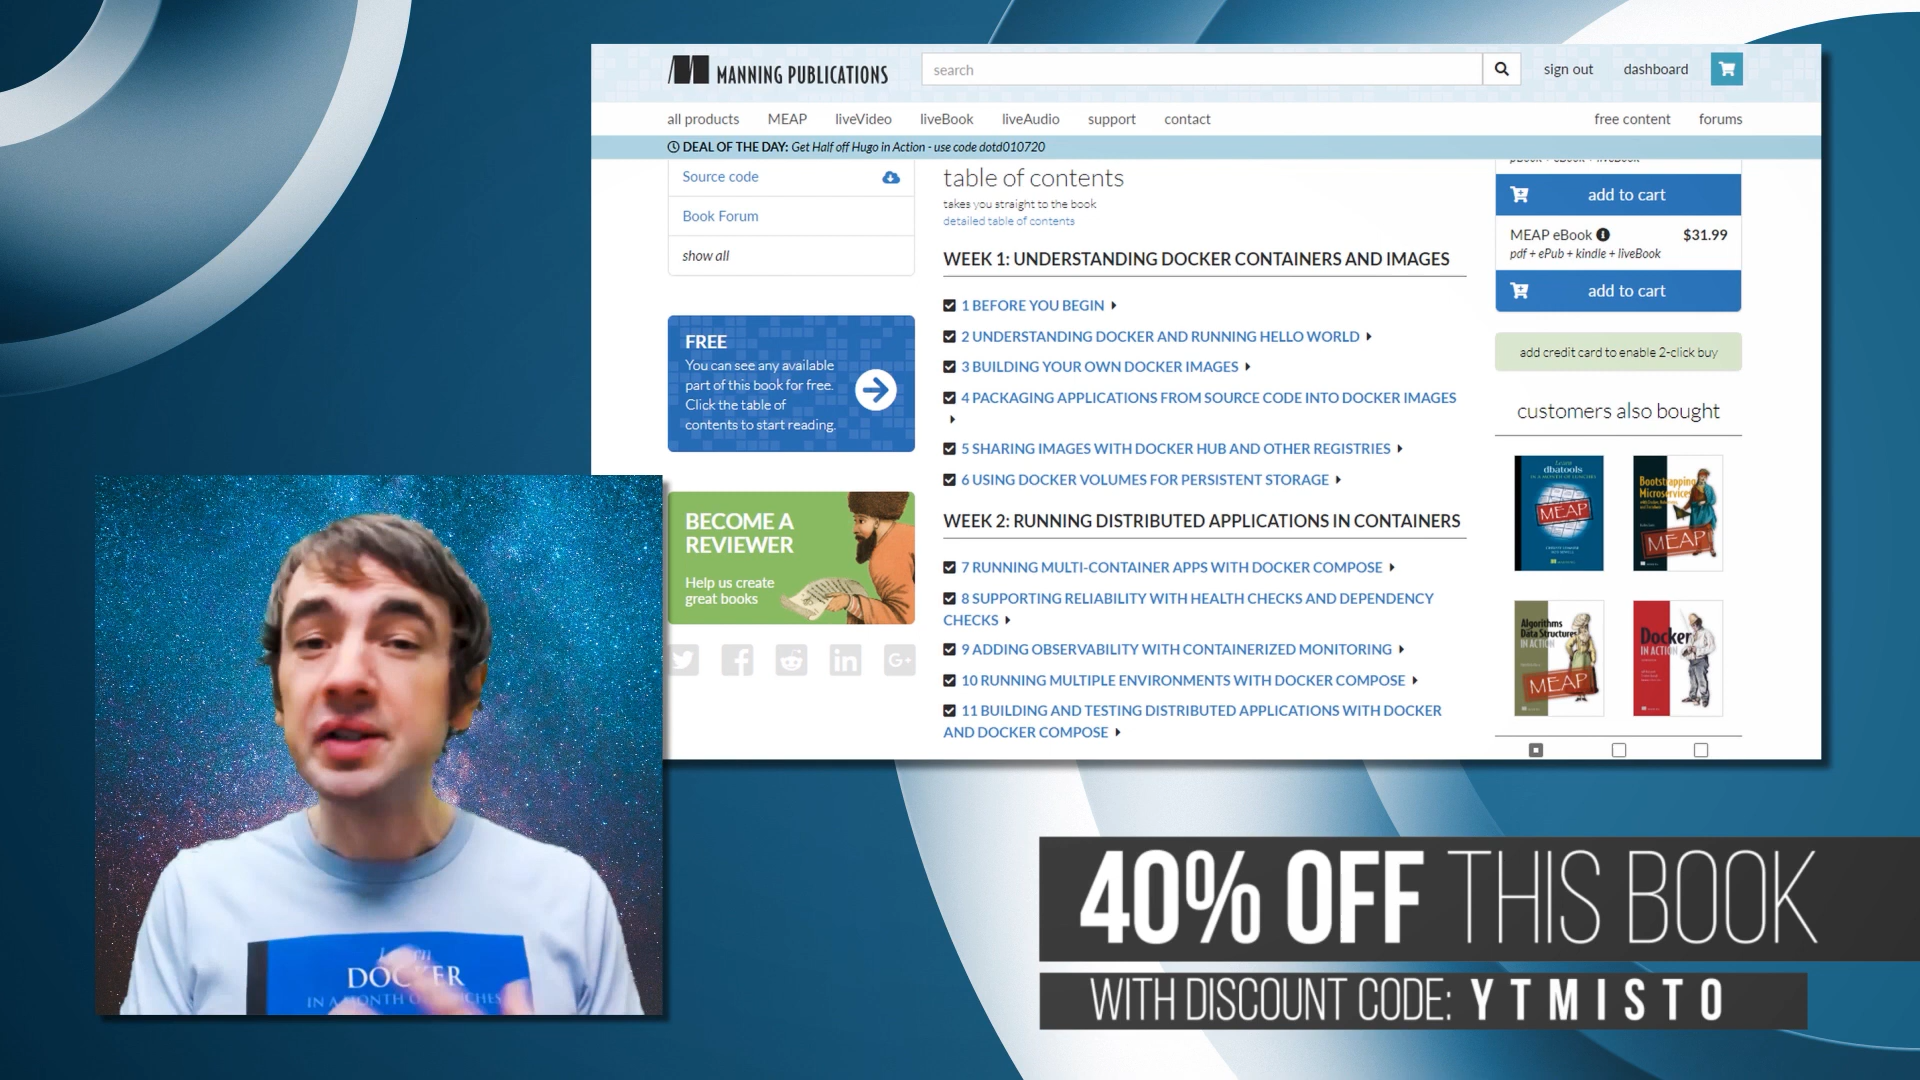 MANNING PUBLICATIONS
search
sign out
dashboard
all products
MEAP
liveVideo
liveBook
liveAudio
support
contact
free content
forums
DEAL OF THE DAY: Get Half off Hugo in Action - use code dotd010720
Source code
Book Forum
show all
FREE
You can see any available
part of this book for free.
Click the table of
contents to start reading.
BECOME A
REVIEWER
Help us create
great books
table of contents
takes you straight to the book
detailed table of contents
WEEK 1: UNDERSTANDING DOCKER CONTAINERS AND IMAGES
1 BEFORE YOU BEGIN
2 UNDERSTANDING DOCKER AND RUNNING HELLO WORLD
3 BUILDING YOUR OWN DOCKER IMAGES
4 PACKAGING APPLICATIONS FROM SOURCE CODE INTO DOCKER IMAGES
5 SHARING IMAGES WITH DOCKER HUB AND OTHER REGISTRIES
6 USING DOCKER VOLUMES FOR PERSISTENT STORAGE
WEEK 2: RUNNING DISTRIBUTED APPLICATIONS IN CONTAINERS
7 RUNNING MULTI-CONTAINER APPS WITH DOCKER COMPOSE
8 SUPPORTING RELIABILITY WITH HEALTH CHECKS AND DEPENDENCY
CHECKS
9 ADDING OBSERVABILITY WITH CONTAINERIZED MONITORING
10 RUNNING MULTIPLE ENVIRONMENTS WITH DOCKER COMPOSE
11 BUILDING AND TESTING DISTRIBUTED APPLICATIONS WITH DOCKER
AND DOCKER COMPOSE
add to cart
MEAP eBook $31.99
pdf + ePub + kindle + liveBook
add to cart
add credit card to enable 2-click buy
customers also bought
dbatools
MEAP
Bootstrapping
Microservices
MEAP
Algorithms
Data Structures
IN ACTION
MEAP
Docker
IN ACTION
DOCKER
IN A MONTH
40% OFF THIS BOOK
WITH DISCOUNT CODE: YTMISTO